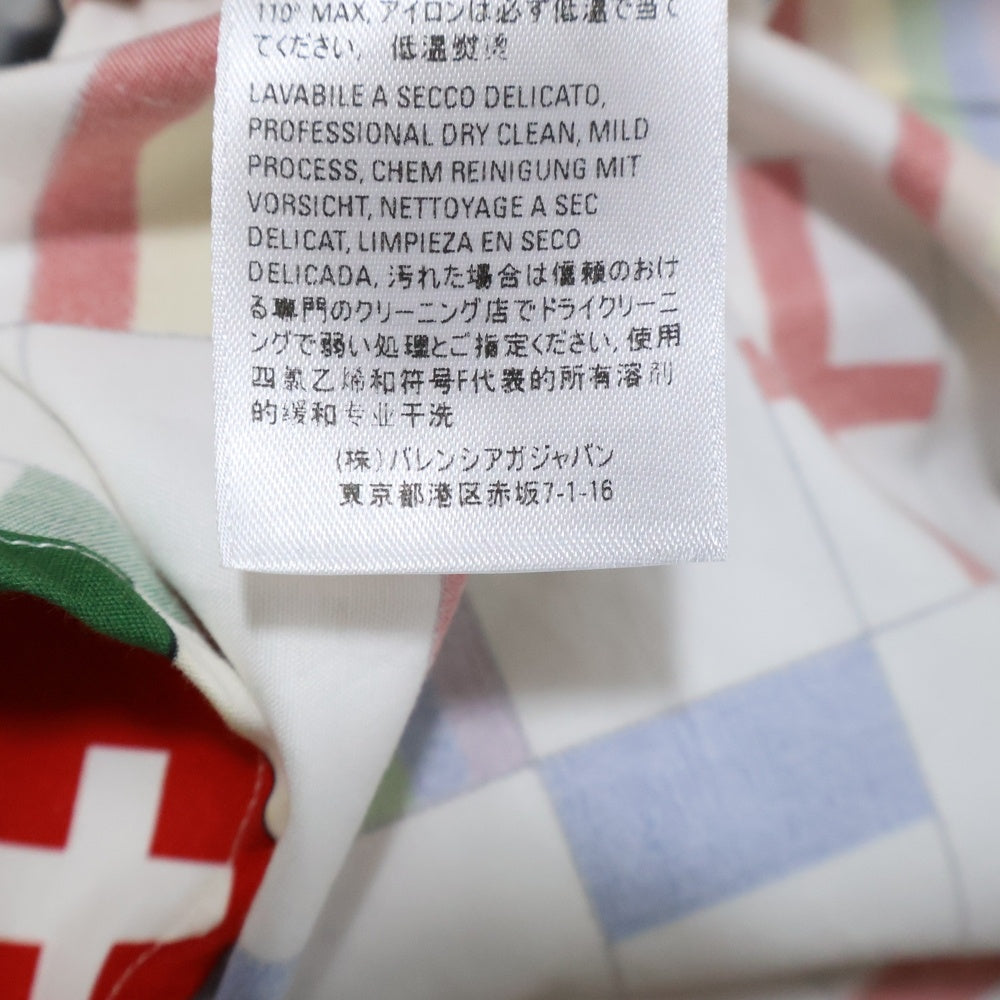 110° MAX, アイロンは必ず低温で当て
てください, 低温熨烫
LAVABILE A SECCO DELICATO,
PROFESSIONAL DRY CLEAN, MILD
PROCESS, CHEM REINIGUNG MIT
VORSICHT, NETTOYAGE A SEC
DELICAT, LIMPIEZA EN SECO
DELICADA, 汚れた場合は信頼のおけ
る専門のクリーニング店でドライクリーニ
ングで弱い処理とご指定ください, 使用
四氯乙烯和符号F代表的所有溶剂
的缓和专业干洗
(株)バレンシアガジャパン
東京都港区赤坂7-1-16